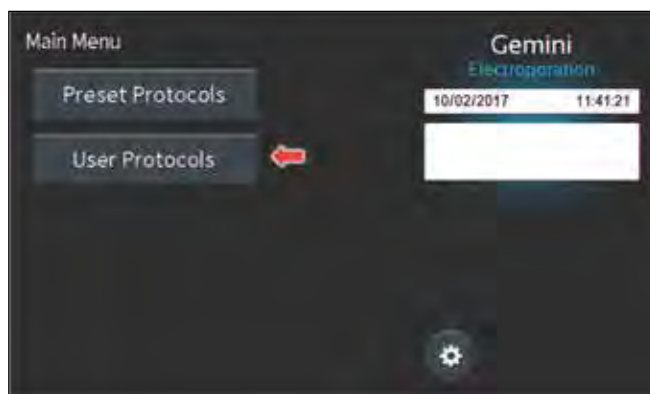 Main Menu
Preset Protocols
User Protocols
Gemini
Electroporation
10/02/2017 11:41:21